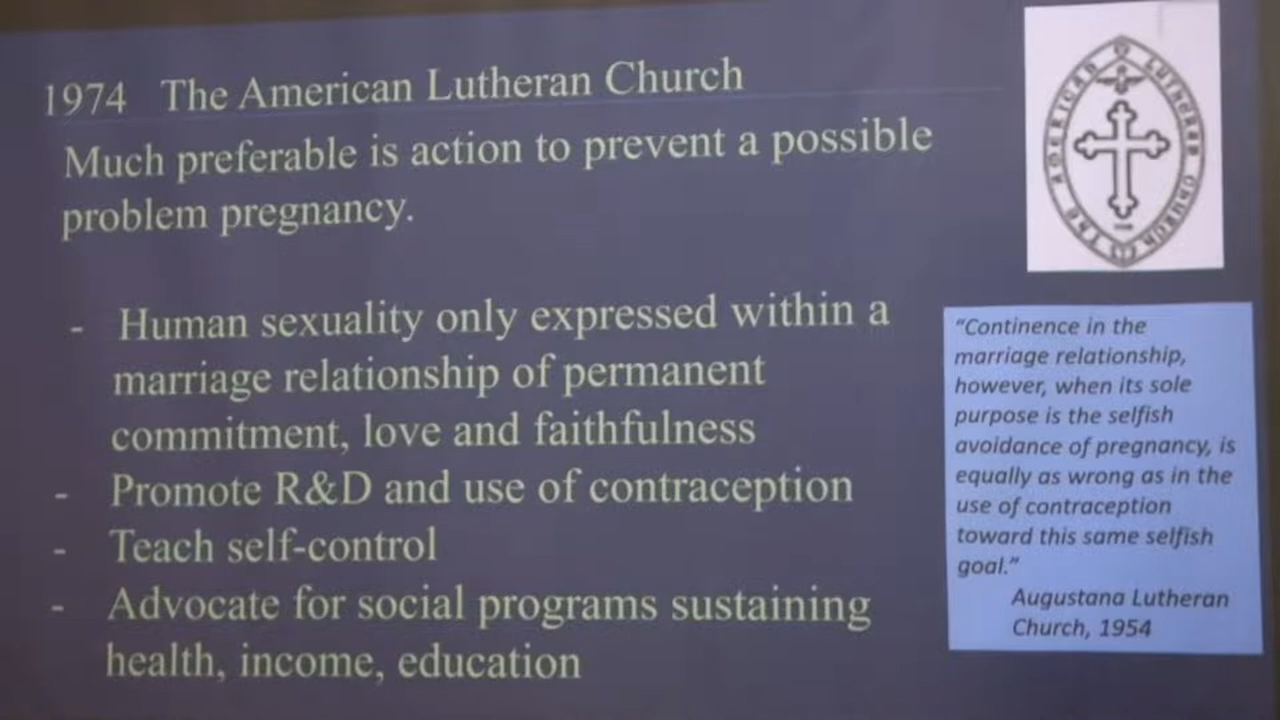 1974 The American Lutheran Church
Much preferable is action to prevent a possible
problem pregnancy.
- Human sexuality only expressed within a
marriage relationship of permanent
commitment, love and faithfulness
- Promote R&D and use of contraception
- Teach self-control
- Advocate for social programs sustaining
health, income, education
THE AMERICAN LUTHERAN CHURCH
“Continence in the
marriage relationship,
however, when its sole
purpose is the selfish
avoidance of pregnancy, is
equally as wrong as in the
use of contraception
toward this same selfish
goal.”
Augustana Lutheran
Church, 1954